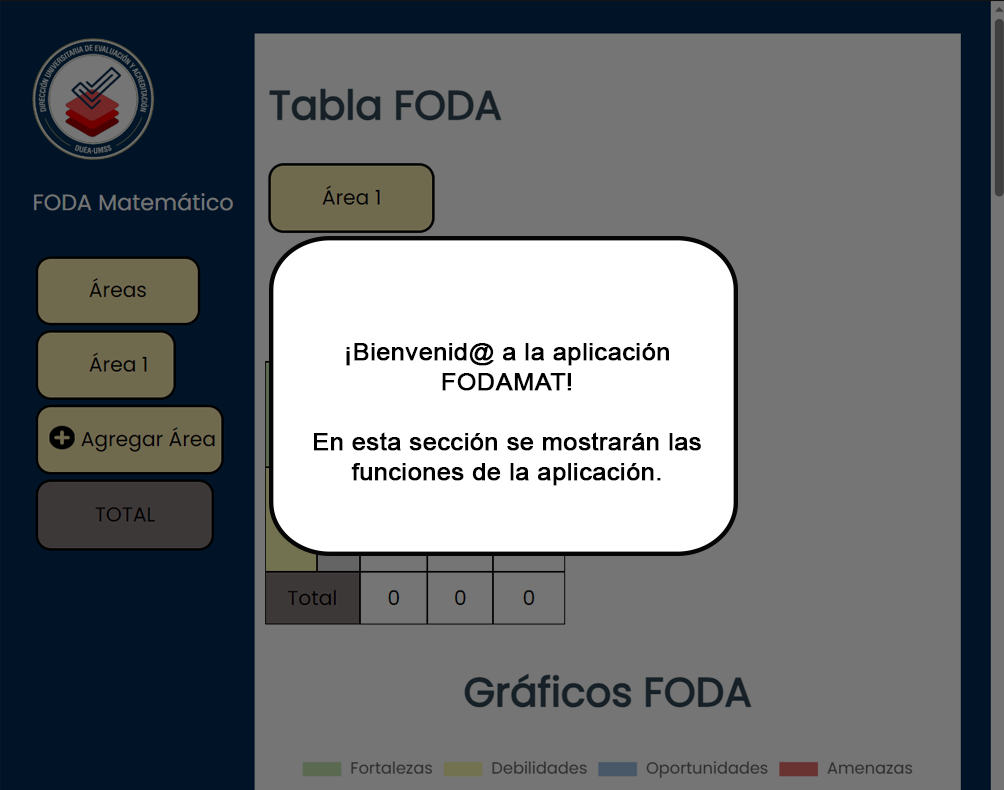 DIRECCIÓN UNIVERSITARIA DE EVALUACIÓN Y ACREDITACIÓN
DUEA-UMSS
FODA Matemático
Áreas
Área 1
Agregar Área
TOTAL
Tabla FODA
Área 1
¡Bienvenid@ a la aplicación
FODAMAT!
En esta sección se mostrarán las
funciones de la aplicación.
Total 0 0 0
Gráficos FODA
Fortalezas Debilidades Oportunidades Amenazas